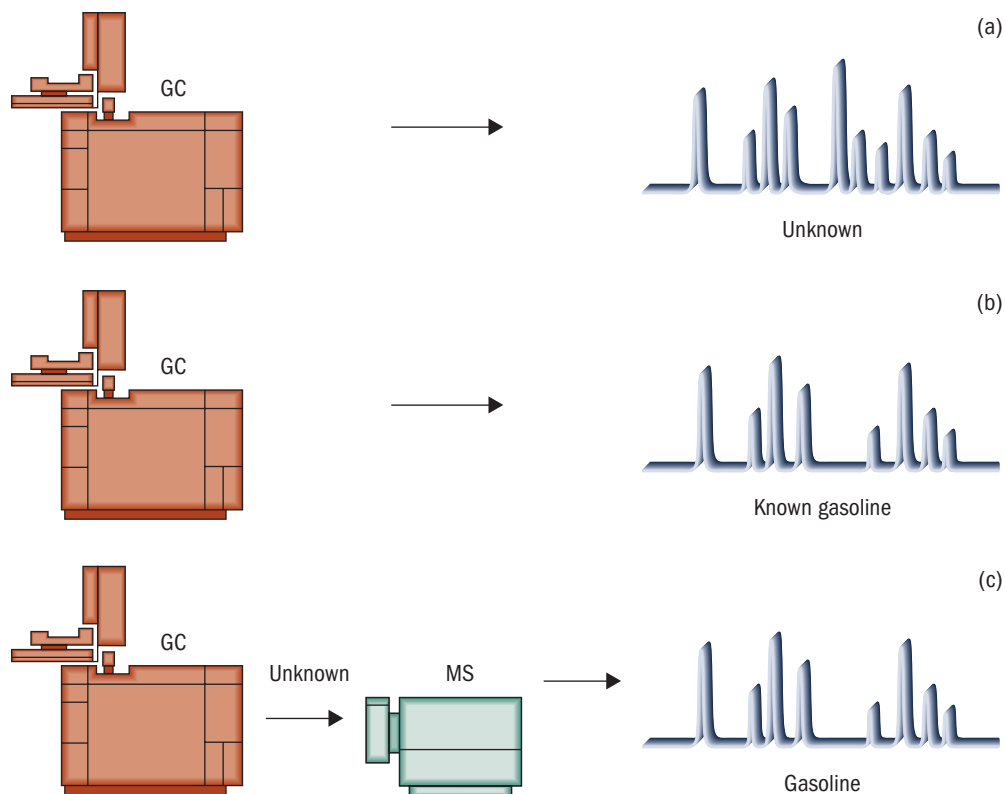 (a)
GC
Unknown
(b)
GC
Known gasoline
(c)
GC
Unknown
MS
Gasoline